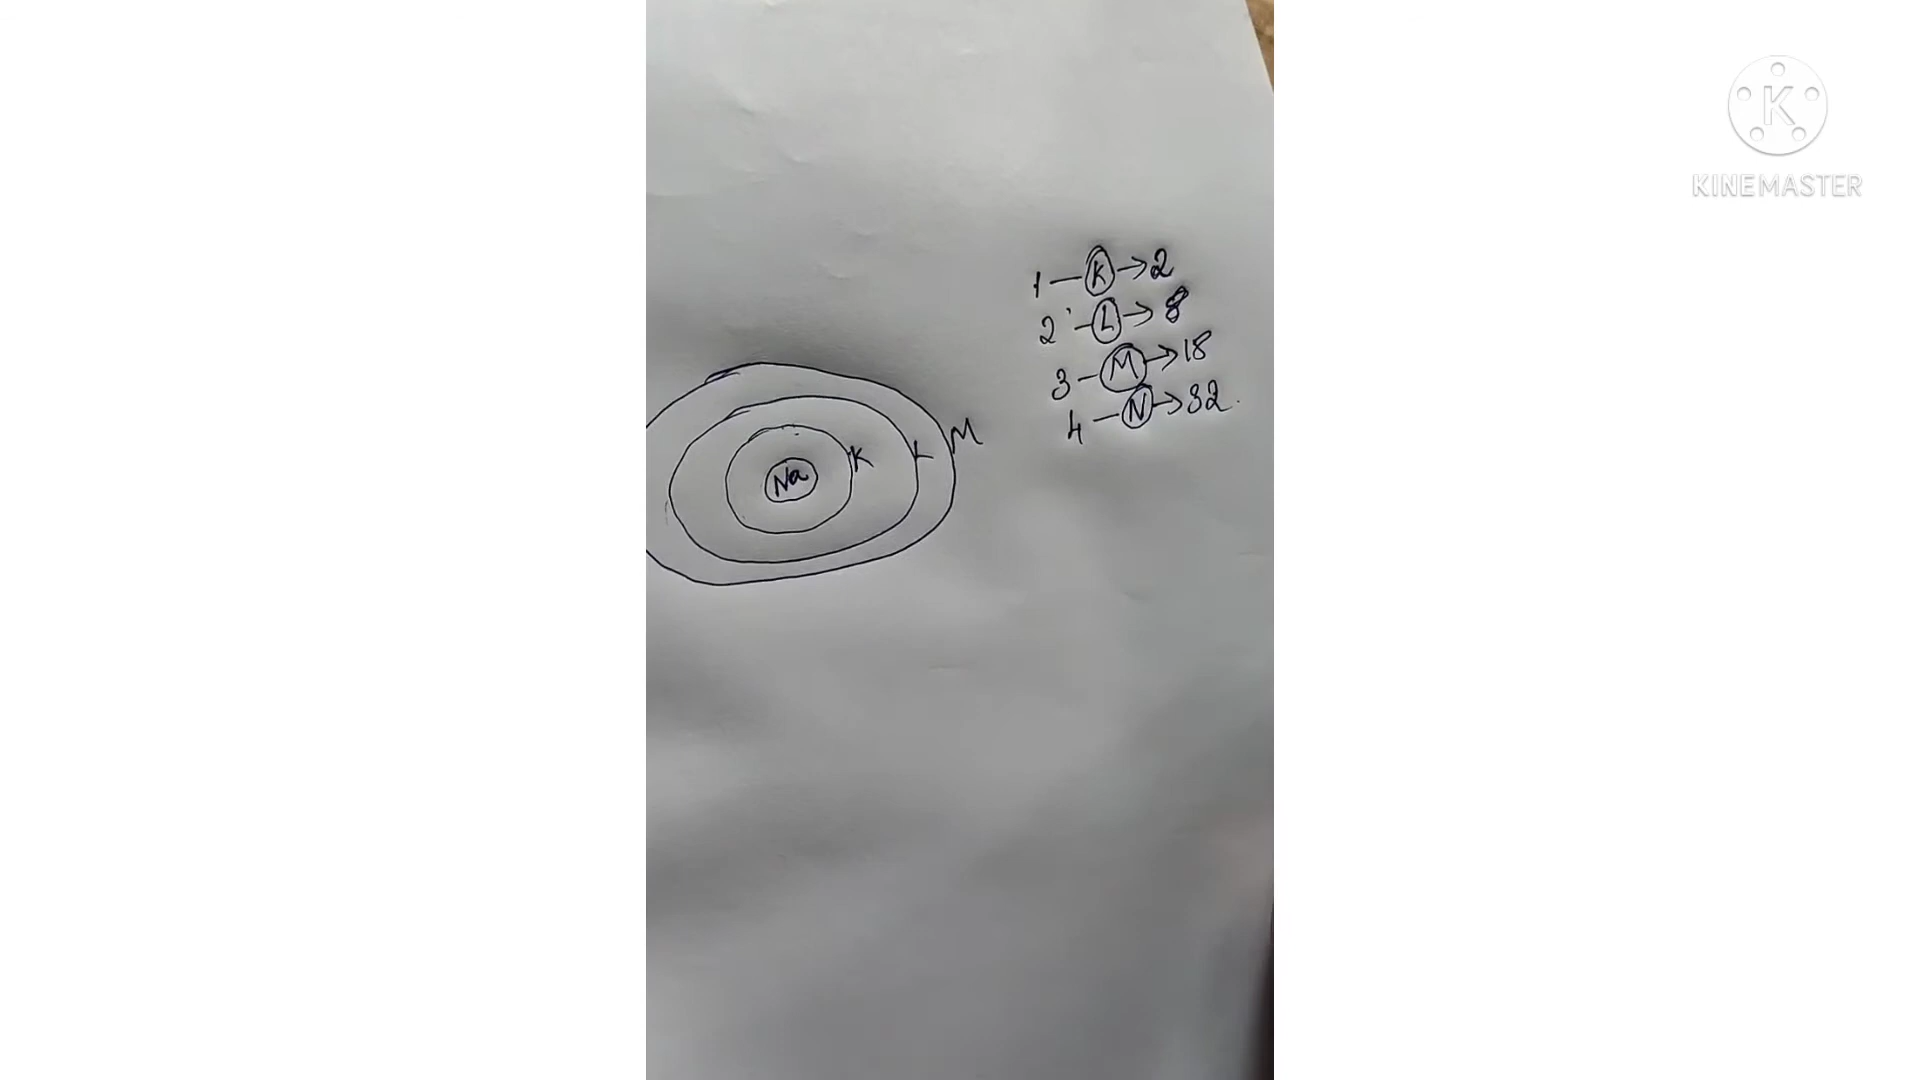 1 — K → 2
2 — L → 8
3 — M → 18
4 — N → 32
Na K L M
K
KINEMASTER